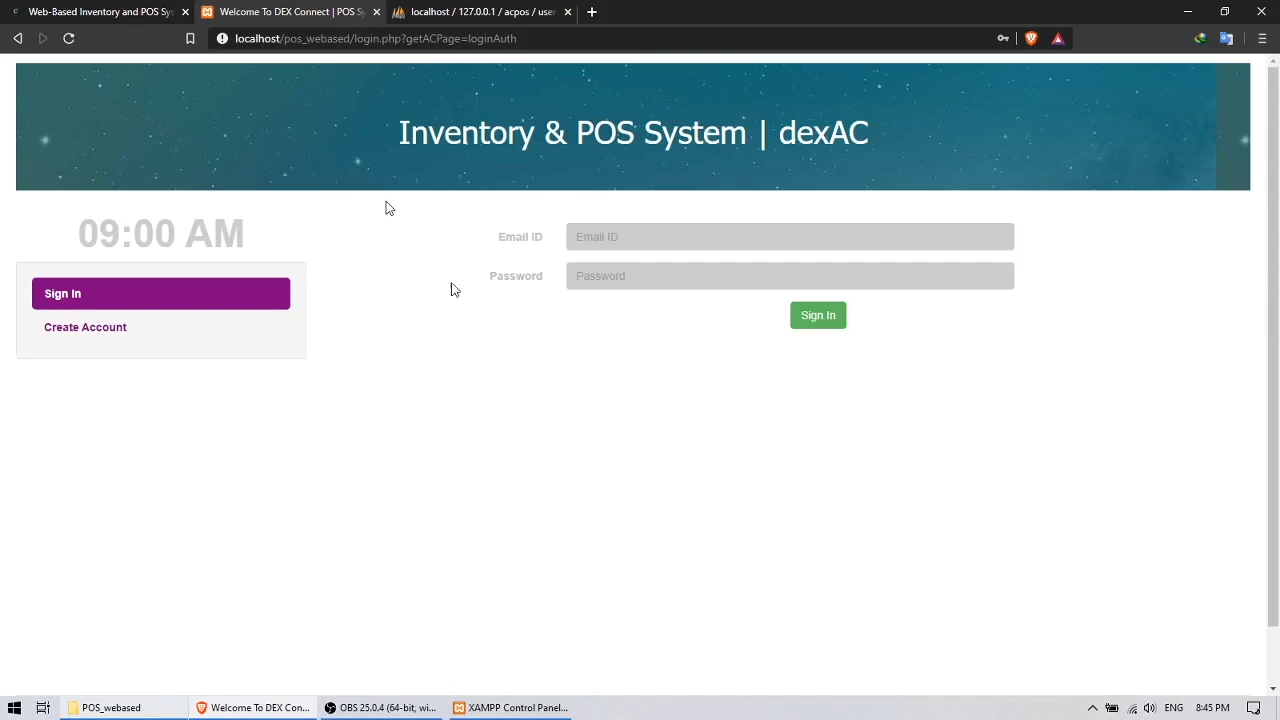 Web-Based Inventory and POS Sys
Welcome To DEX Connect | POS Sy
localhost / 127.0.0.1 / acpos / user
localhost/pos_webased/login.php?getACPage=loginAuth
Inventory & POS System | dexAC
09:00 AM
Sign In
Create Account
Email ID
Email ID
Password
Password
Sign In
POS_webased
Welcome To DEX Con...
OBS 25.0.4 (64-bit, wi...
XAMPP Control Panel...
ENG
8:45 PM